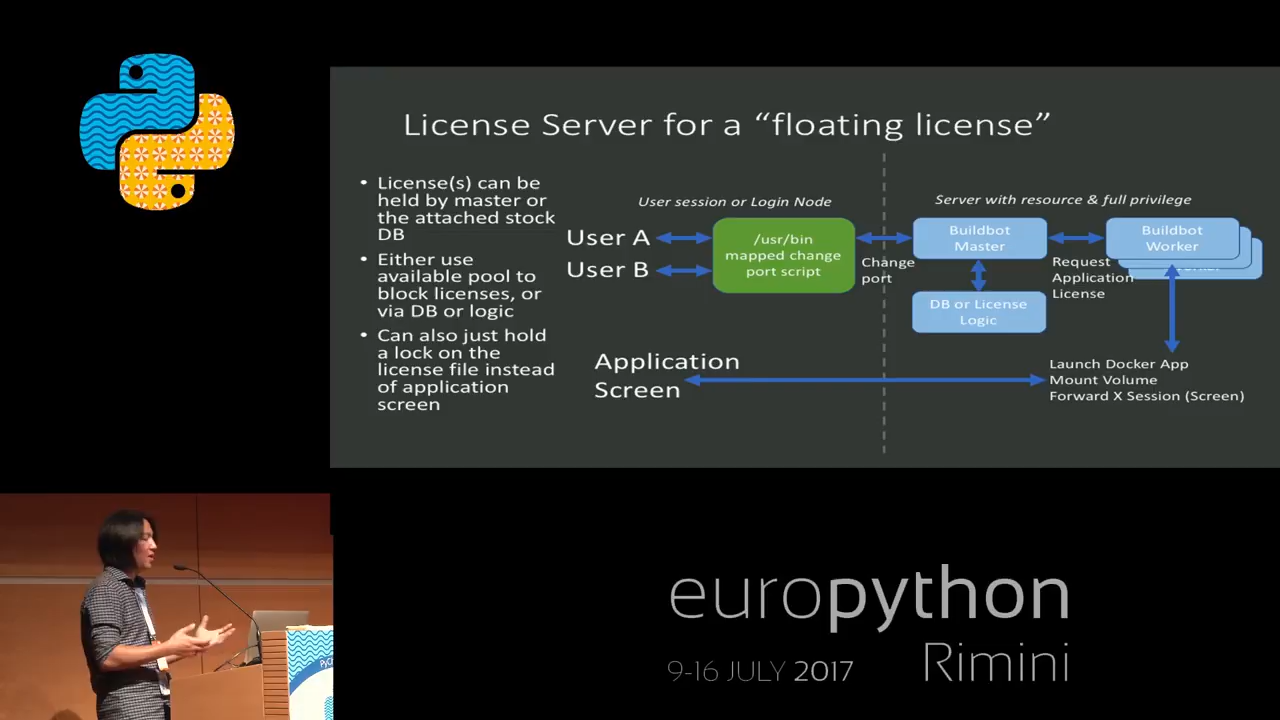 License Server for a “floating license”
• License(s) can be
held by master or
the attached stock
DB
• Either use
available pool to
block licenses, or
via DB or logic
• Can also just hold
a lock on the
license file instead
of application
screen
User session or Login Node
User A
User B
/usr/bin
mapped change
port script
Change
port
Server with resource & full privilege
Buildbot
Master
Buildbot
Worker
Request
Application
License
DB or License
Logic
Application
Screen
Launch Docker App
Mount Volume
Forward X Session (Screen)
europython
9-16 JULY 2017
Rimini